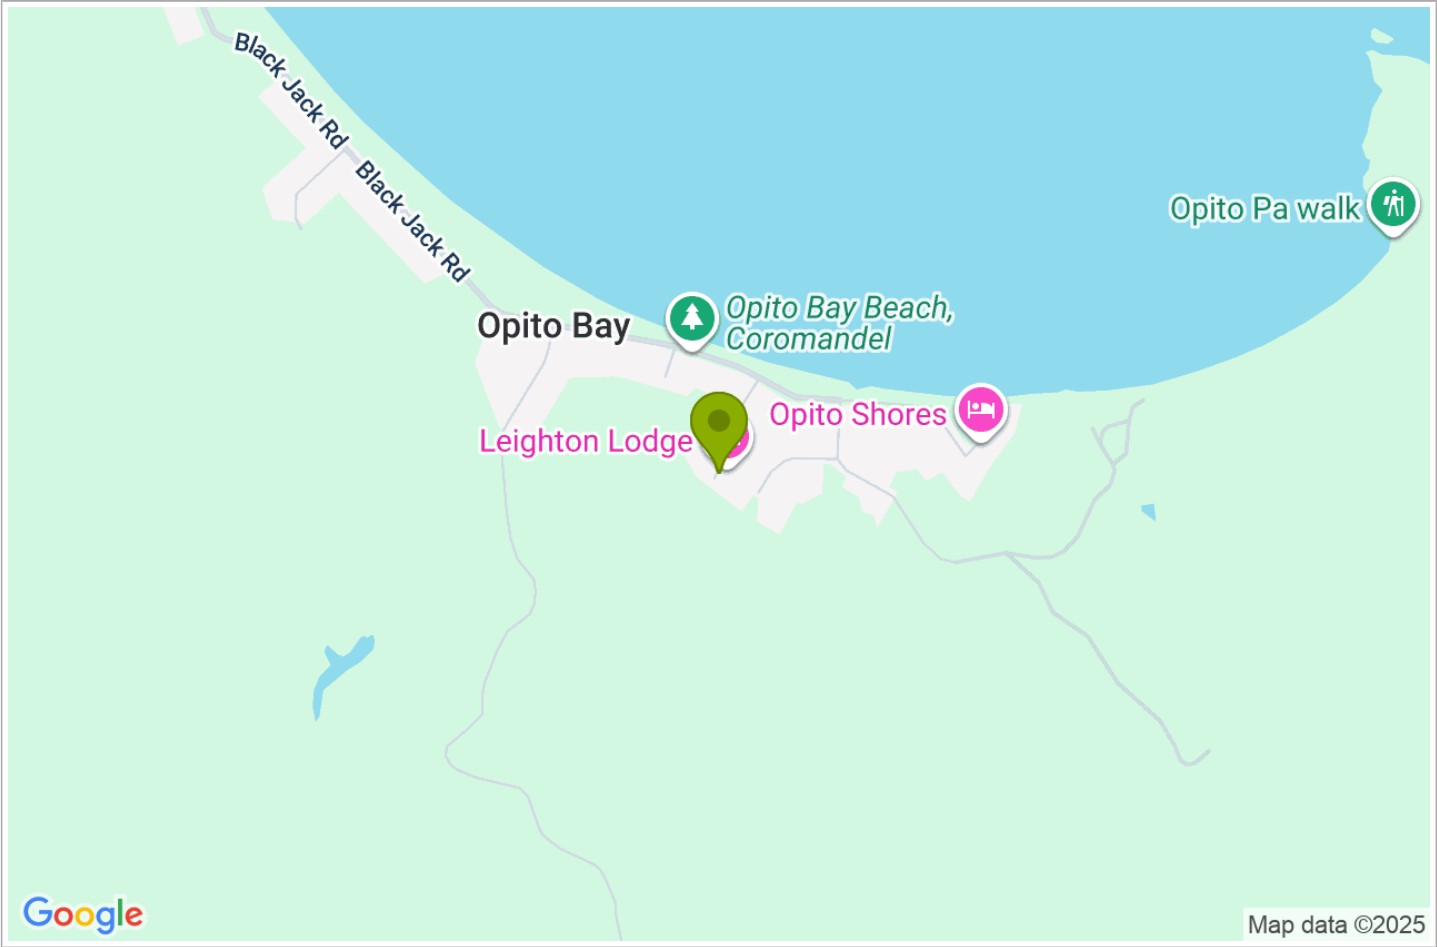 Black Jack Rd
Black Jack Rd
Opito Pa walk
Opito Bay
Opito Bay Beach,
Coromandel
Opito Shores
Leighton Lodge
Google
Map data ©2025